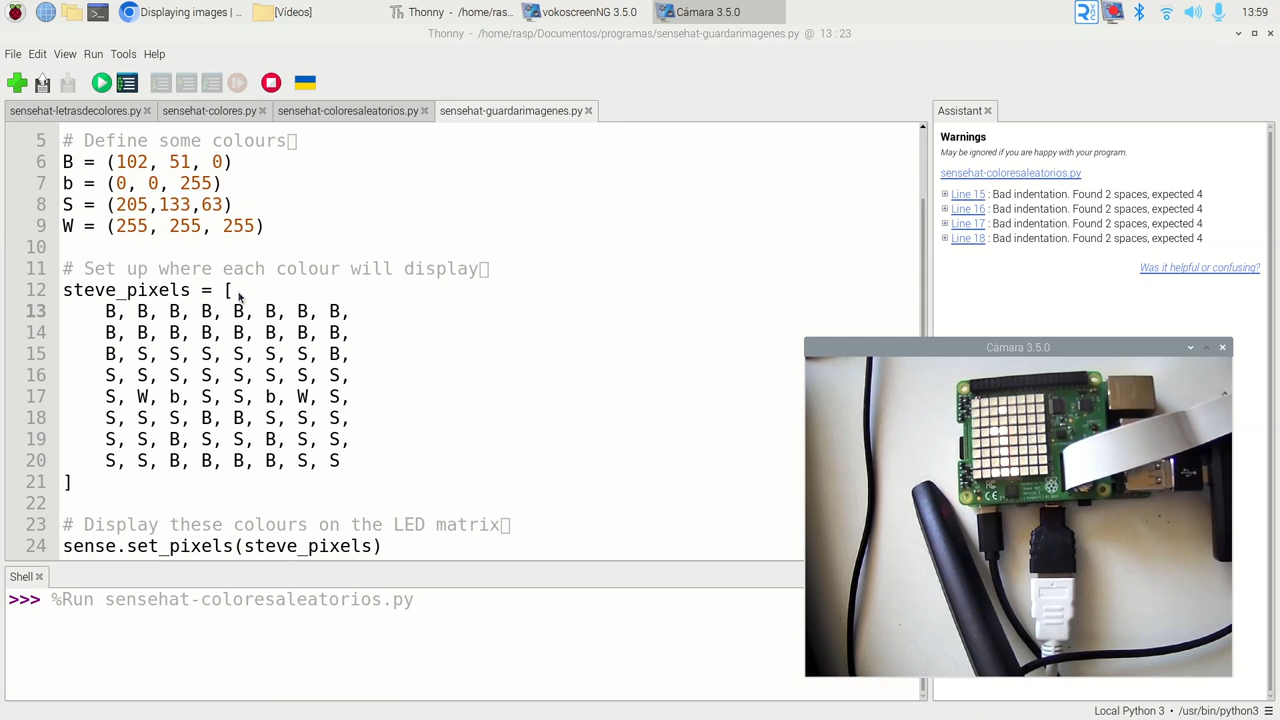 Displaying images |...
[Vídeos]
Thonny - /home/ras...
vokoscreenNG 3.5.0
Cámara 3.5.0
13:59
Thonny - /home/rasp/Documentos/programas/sensehat-guardarimagenes.py @ 13 : 23
File Edit View Run Tools Help
sensehat-letrasdecolores.py
sensehat-colores.py
sensehat-coloresaleatorios.py
sensehat-guardarimagenes.py
5 # Define some colours
6 B = (102, 51, 0)
7 b = (0, 0, 255)
8 S = (205,133,63)
9 W = (255, 255, 255)
10
11 # Set up where each colour will display
12 steve_pixels = [
13 B, B, B, B, B, B, B, B,
14 B, B, B, B, B, B, B, B,
15 B, S, S, S, S, S, S, B,
16 S, S, S, S, S, S, S, S,
17 S, W, b, S, S, b, W, S,
18 S, S, S, B, B, S, S, S,
19 S, S, B, S, S, B, S, S,
20 S, S, B, B, B, B, S, S
21 ]
22
23 # Display these colours on the LED matrix
24 sense.set_pixels(steve_pixels)
Shell
>>> %Run sensehat-coloresaleatorios.py
Assistant
Warnings
May be ignored if you are happy with your program.
sensehat-coloresaleatorios.py
Line 15 : Bad indentation. Found 2 spaces, expected 4
Line 16 : Bad indentation. Found 2 spaces, expected 4
Line 17 : Bad indentation. Found 2 spaces, expected 4
Line 18 : Bad indentation. Found 2 spaces, expected 4
Was it helpful or confusing?
Cámara 3.5.0
Local Python 3 • /usr/bin/python3